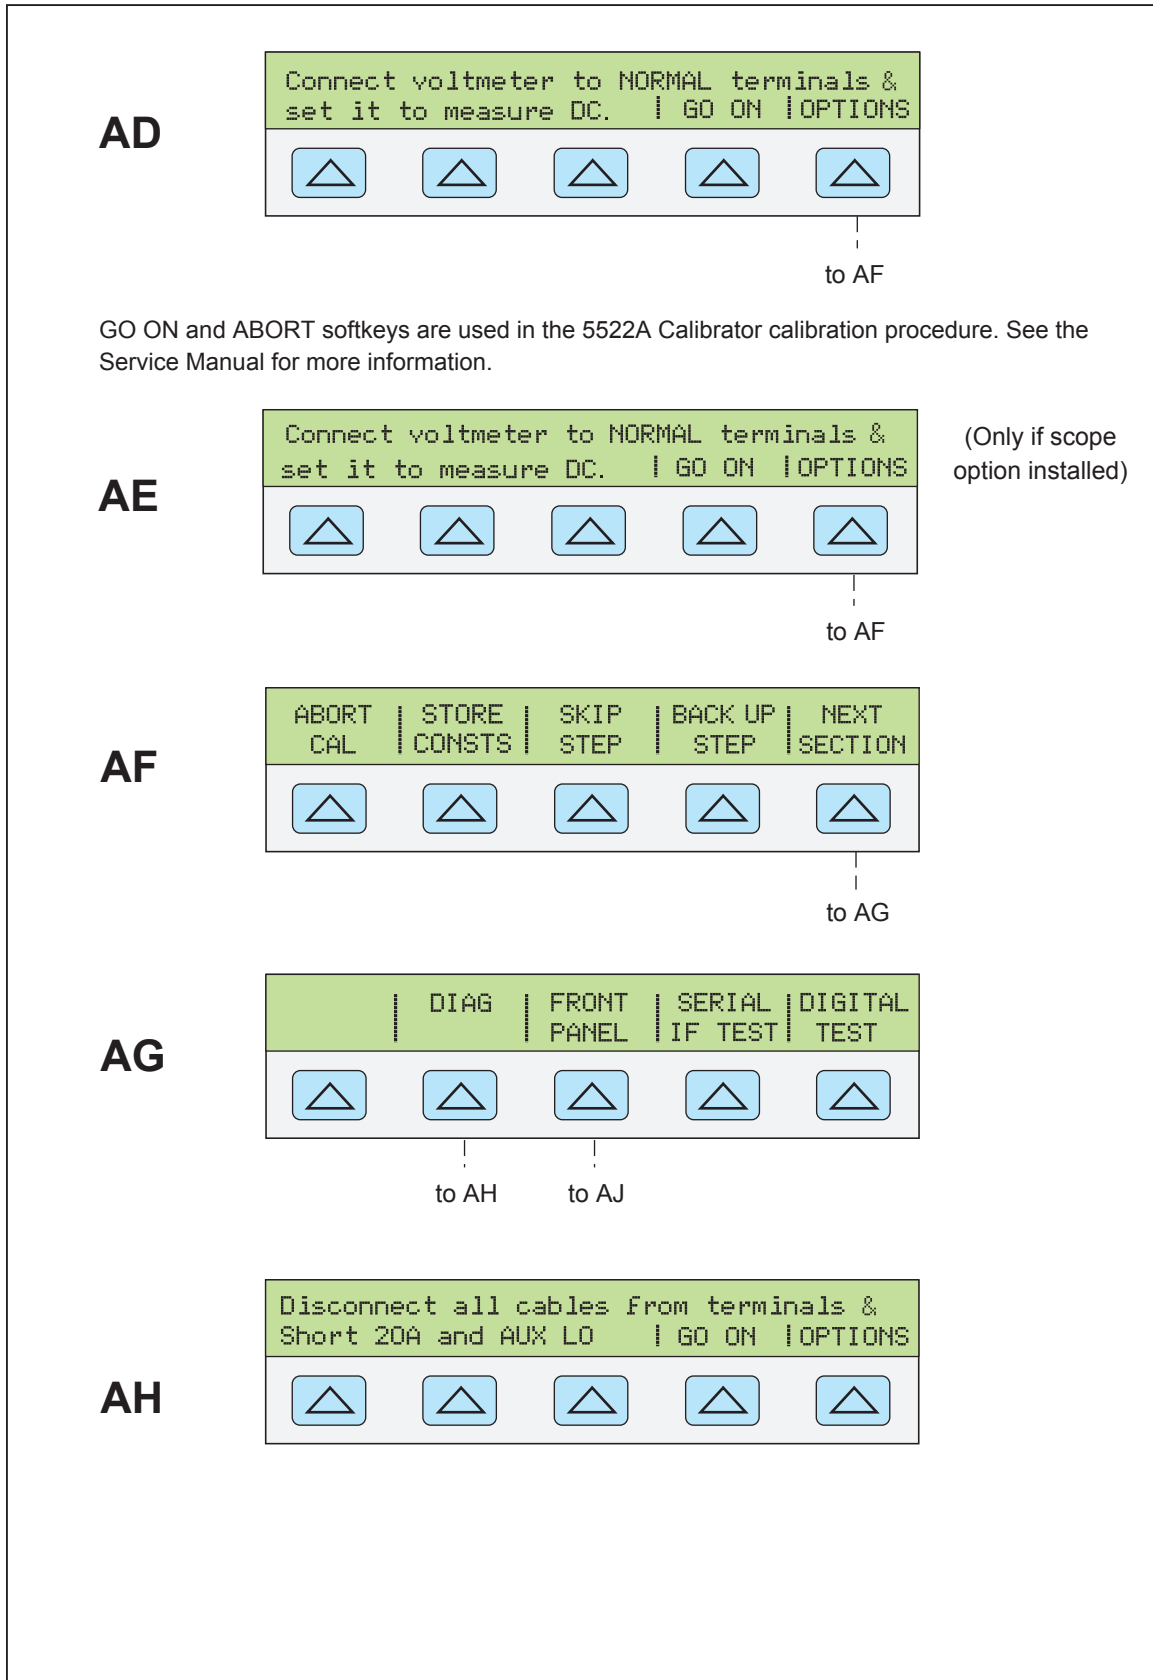 AD
Connect voltmeter to NORMAL terminals &
set it to measure DC. | GO ON | OPTIONS
to AF
GO ON and ABORT softkeys are used in the 5522A Calibrator calibration procedure. See the
Service Manual for more information.
AE
Connect voltmeter to NORMAL terminals &
set it to measure DC. | GO ON | OPTIONS
(Only if scope
option installed)
to AF
AF
ABORT | STORE | SKIP | BACK UP | NEXT
CAL | CONSTS | STEP | STEP | SECTION
to AG
AG
DIAG | FRONT | SERIAL | DIGITAL
PANEL | IF TEST | TEST
to AH to AJ
AH
Disconnect all cables from terminals &
Short 20A and AUX LO | GO ON | OPTIONS